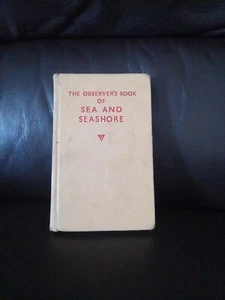 THE OBSERVER'S BOOK
OF
SEA AND
SEASHORE